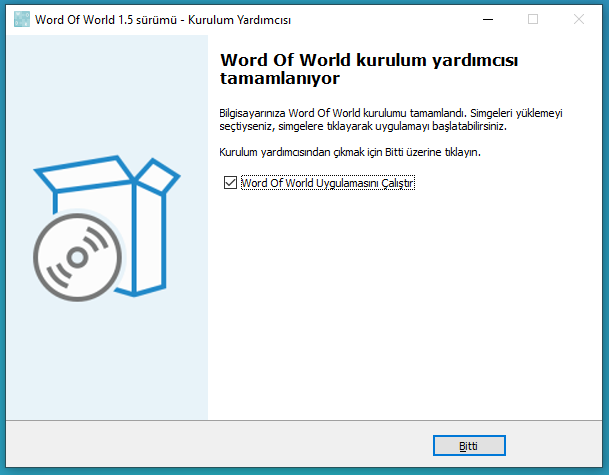 Word Of World 1.5 sürümü - Kurulum Yardımcısı
Word Of World kurulum yardımcısı
tamamlanıyor
Bilgisayarınıza Word Of World kurulumu tamamlandı. Simgeleri yüklemeyi
seçtiyseniz, simgelere tıklayarak uygulamayı başlatabilirsiniz.
Kurulum yardımcısından çıkmak için Bitti üzerine tıklayın.
Word Of World Uygulamasını Çalıştır
Bitti